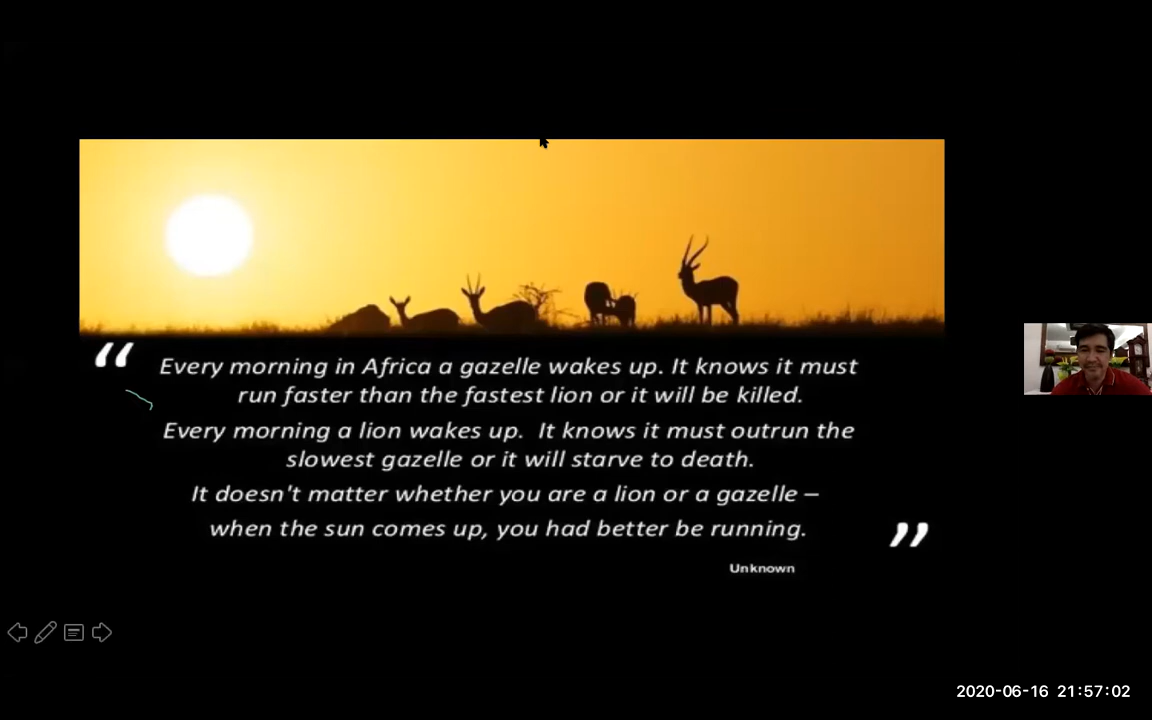 “ Every morning in Africa a gazelle wakes up. It knows it must
run faster than the fastest lion or it will be killed.
Every morning a lion wakes up.  It knows it must outrun the
slowest gazelle or it will starve to death.
It doesn't matter whether you are a lion or a gazelle –
when the sun comes up, you had better be running. ”
Unknown
2020-06-16 21:57:02